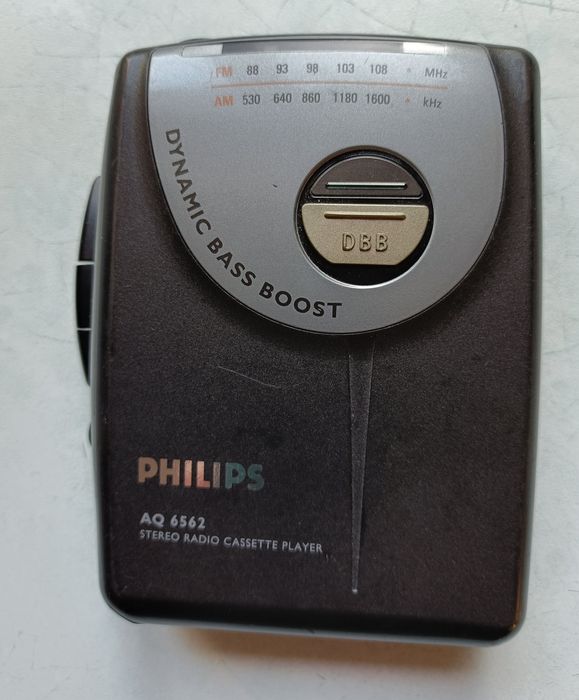 FM 88 93 98 103 108 • MHz
AM 530 640 860 1180 1600 • kHz
DYNAMIC BASS BOOST
DBB
PHILIPS
AQ 6562
STEREO RADIO CASSETTE PLAYER